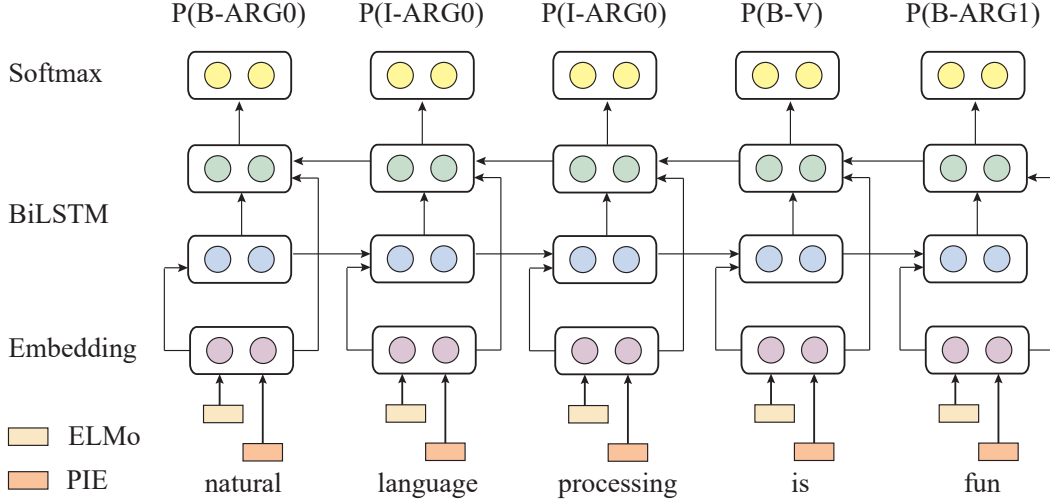 P(B-ARG0) P(I-ARG0) P(I-ARG0) P(B-V) P(B-ARG1)
Softmax
BiLSTM
Embedding
ELMo
PIE
natural language processing is fun